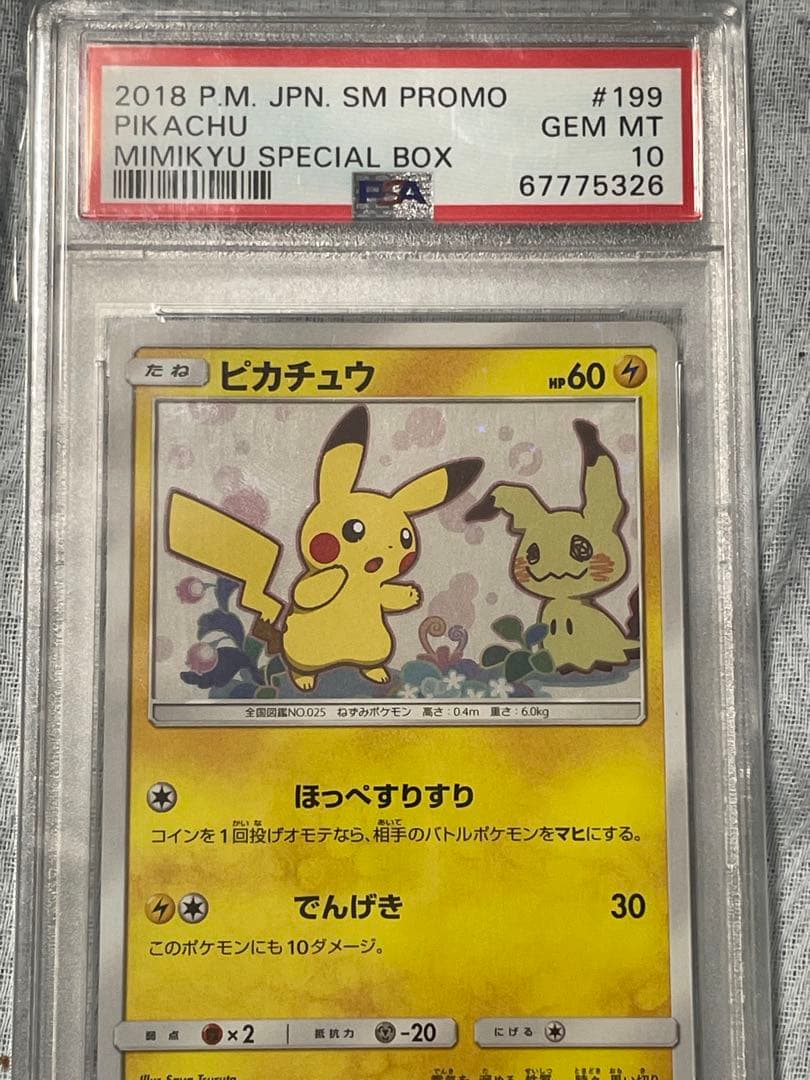 2018 P.M. JPN. SM PROMO #199
PIKACHU GEM MT
MIMIKYU SPECIAL BOX 10
PSA 67775326
たね ピカチュウ HP60
全国図鑑NO.025 ねずみポケモン 高さ:0.4m 重さ:6.0kg
ほっぺすりすり
コインを1回投げオモテなら、相手のバトルポケモンをマヒにする。
でんげき 30
このポケモンにも10ダメージ。
弱点 ×2 抵抗力 -20 にげる
Illus. Saya Tsuruta